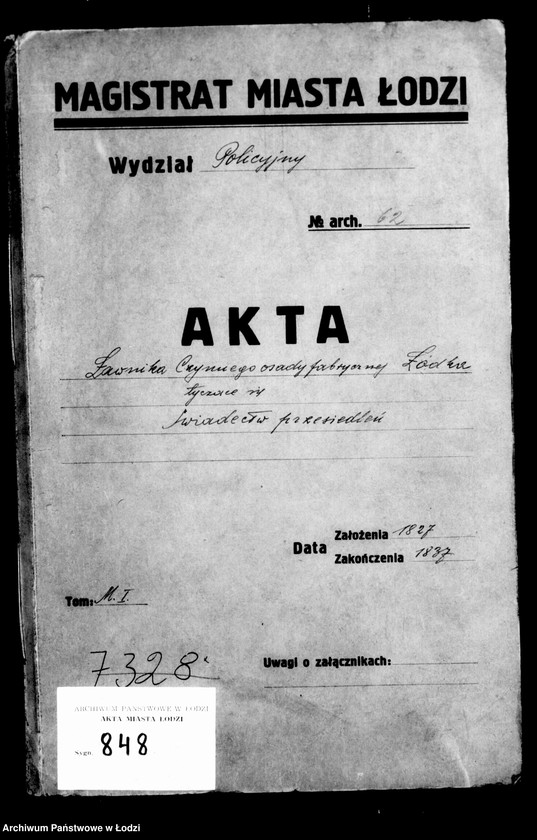 MAGISTRAT MIASTA ŁODZI
Wydział Policyjny
№ arch. 62
AKTA
Ławnika Czynnego osady fabrycznej Łódka
tyczące się
świadectw przesiedleń
Data Założenia 1827
Zakończenia 1837
Tom: M. I.
7328
Uwagi o załącznikach:
ARCHIWUM PAŃSTWOWE W ŁODZI
AKTA MIASTA ŁODZI
Sygn. 848
Archiwum Państwowe w Łodzi